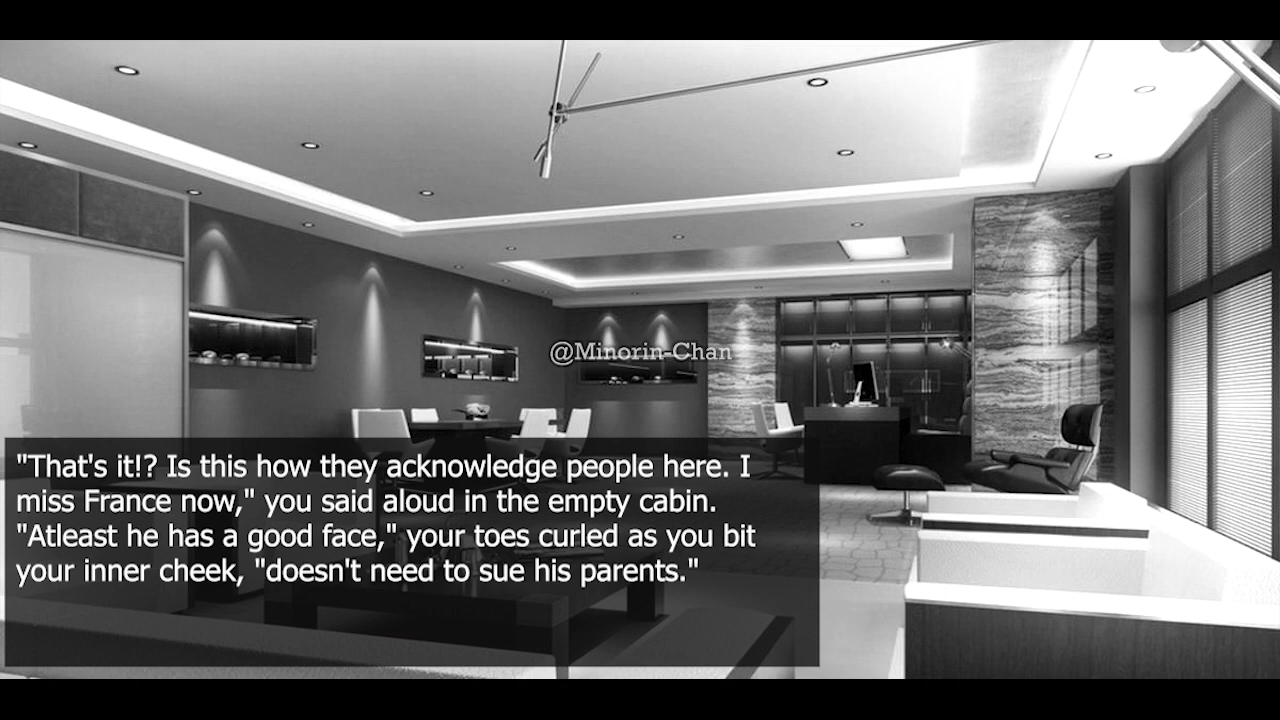 @Minorin-Chan
"That's it!? Is this how they acknowledge people here. I
miss France now," you said aloud in the empty cabin.
"Atleast he has a good face," your toes curled as you bit
your inner cheek, "doesn't need to sue his parents."